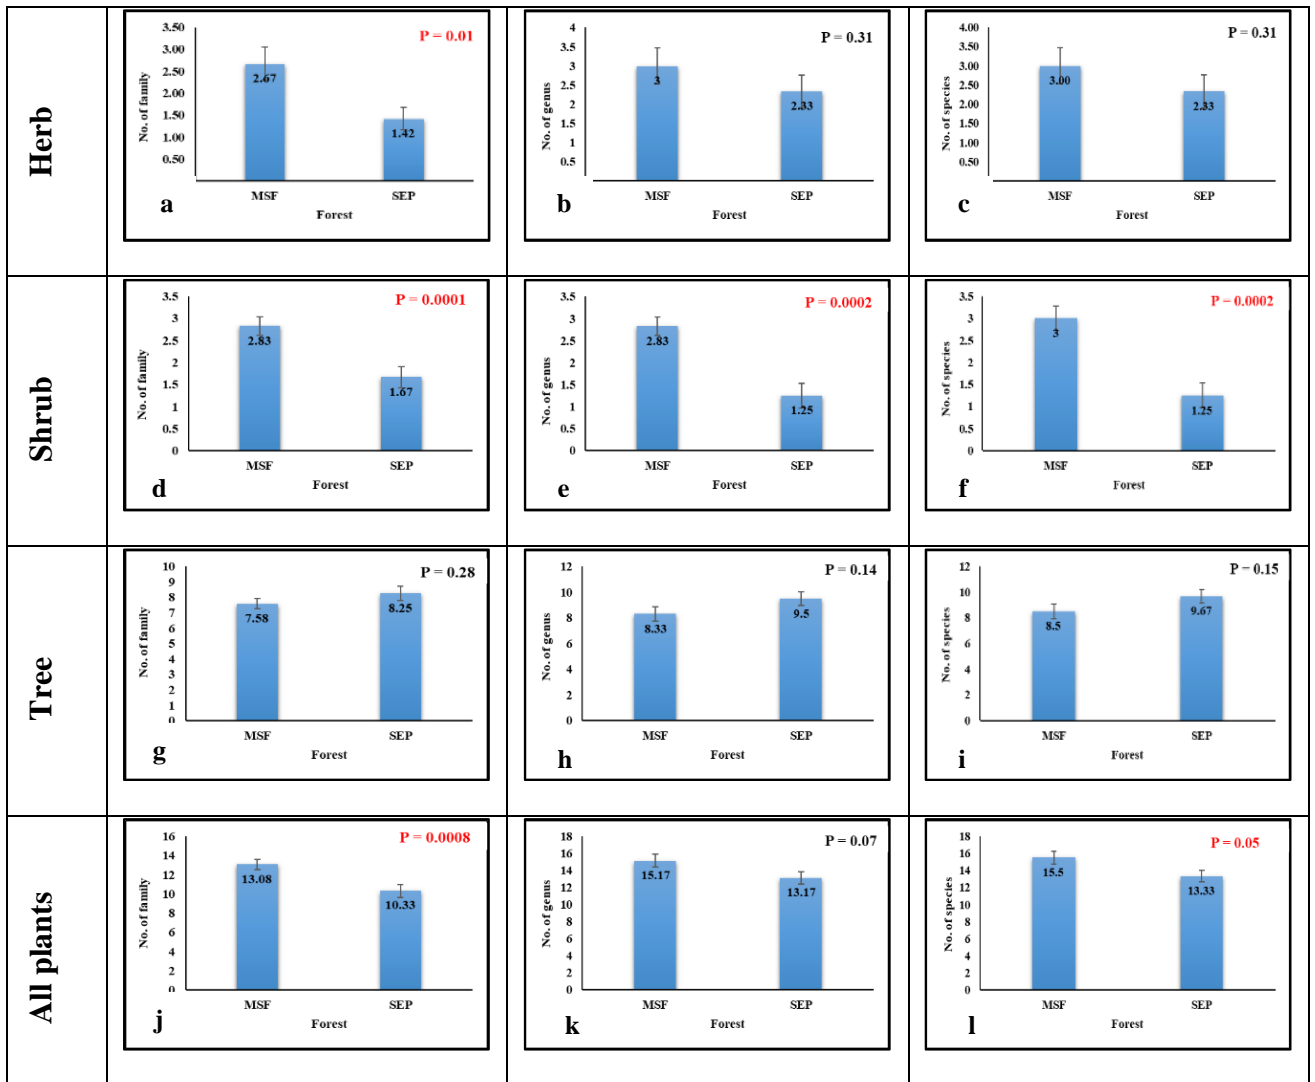 Herb
P = 0.01
No. of family
3.50
3.00
2.50
2.00
1.50
1.00
0.50
2.67
1.42
MSF
SEP
Forest
a
P = 0.31
No. of genus
4
3.5
3
2.5
2
1.5
1
0.5
3
2.33
MSF
SEP
Forest
b
P = 0.31
No. of species
4.00
3.50
3.00
2.50
2.00
1.50
1.00
0.50
3.00
2.33
MSF
SEP
Forest
c
Shrub
P = 0.0001
No. of family
3.5
3
2.5
2
1.5
1
0.5
0
2.83
1.67
MSF
SEP
Forest
d
P = 0.0002
No. of genus
3.5
3
2.5
2
1.5
1
0.5
0
2.83
1.25
MSF
SEP
Forest
e
P = 0.0002
No. of species
3.5
3
2.5
2
1.5
1
0.5
0
3
1.25
MSF
SEP
Forest
f
Tree
P = 0.28
No. of family
10
9
8
7
6
5
4
3
2
1
0
7.58
8.25
MSF
SEP
Forest
g
P = 0.14
No. of genus
12
10
8
6
4
2
0
8.33
9.5
MSF
SEP
Forest
h
P = 0.15
No. of species
12
10
8
6
4
2
0
8.5
9.67
MSF
SEP
Forest
i
All plants
P = 0.0008
No. of family
16
14
12
10
8
6
4
2
0
13.08
10.33
MSF
SEP
Forest
j
P = 0.07
No. of genus
18
16
14
12
10
8
6
4
2
0
15.17
13.17
MSF
SEP
Forest
k
P = 0.05
No. of species
18
16
14
12
10
8
6
4
2
0
15.5
13.33
MSF
SEP
Forest
l